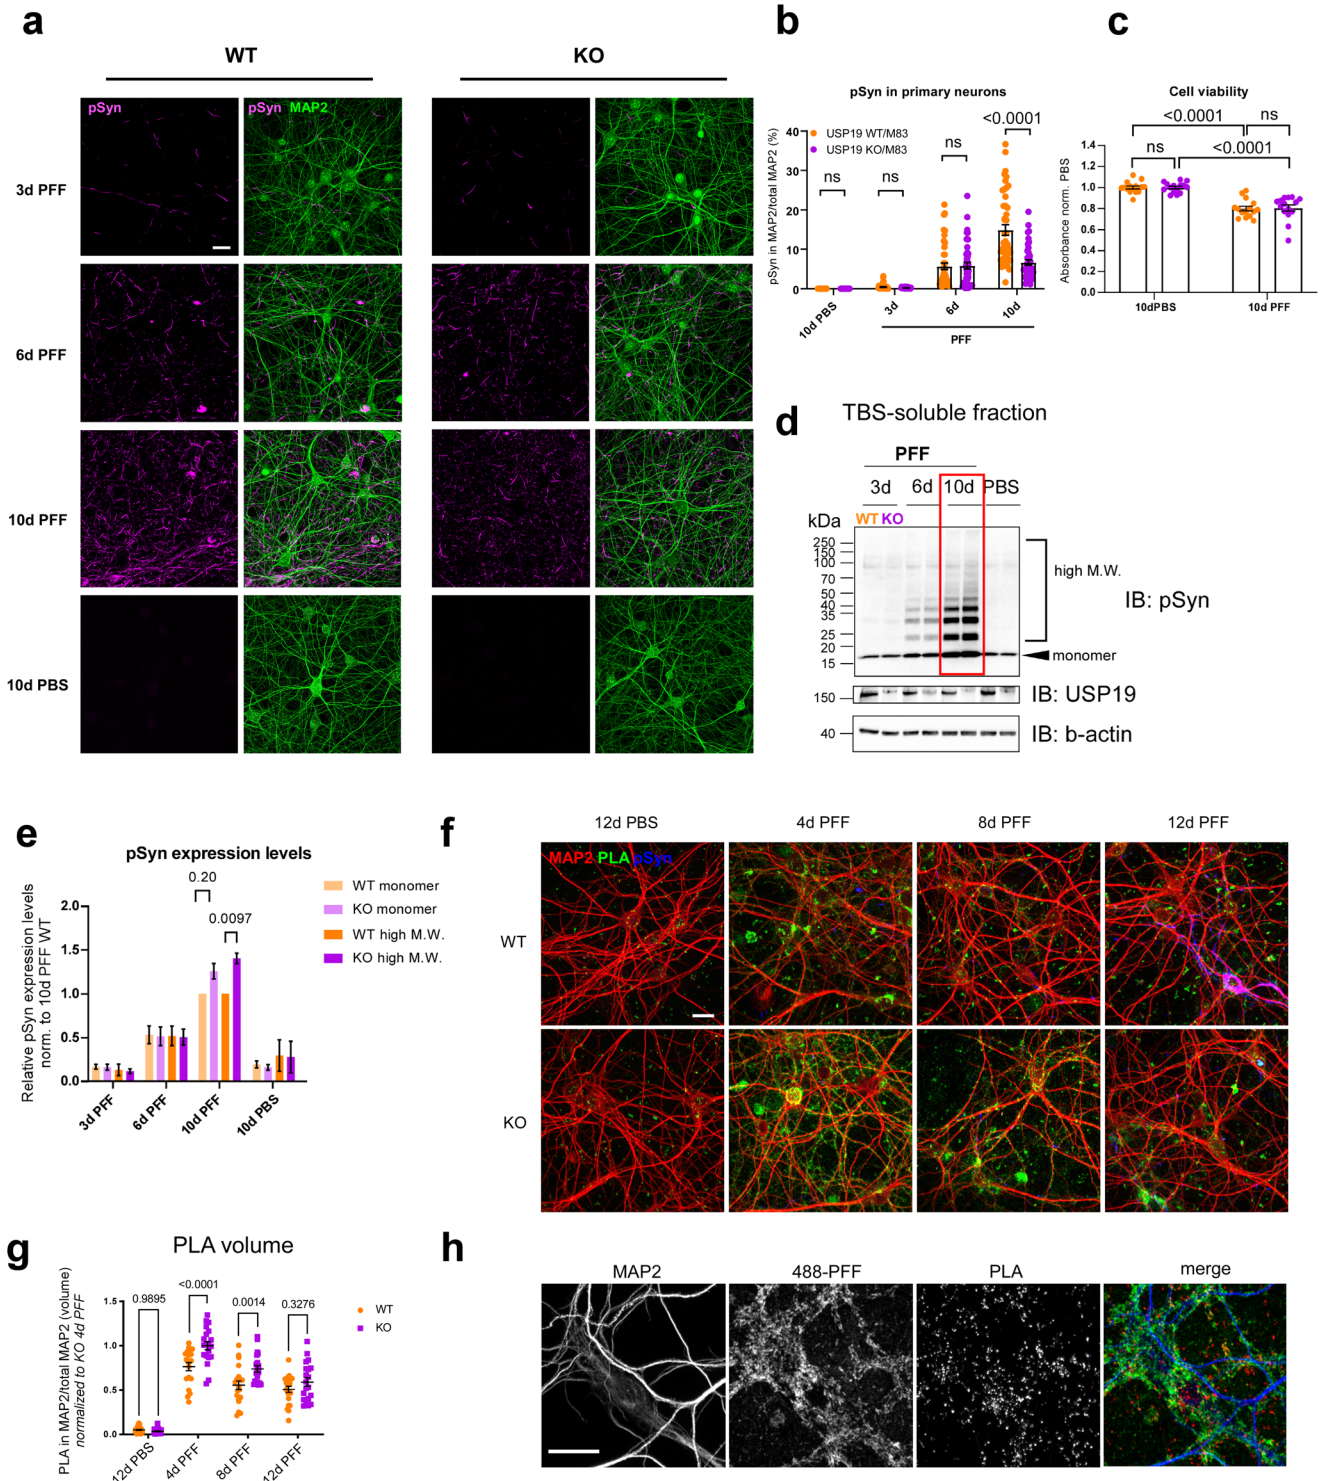 a
WT
KO
pSyn
pSyn MAP2
3d PFF
6d PFF
10d PFF
10d PBS
b
pSyn in primary neurons
pSyn in MAP2/total MAP2 (%)
40
30
20
10
0
USP19 WT/M83
USP19 KO/M83
<0.0001
ns
ns
ns
10d PBS
3d
6d
10d
PFF
c
Cell viability
<0.0001
ns
ns
<0.0001
Absorbance norm. PBS
1.4
1.2
1.0
0.8
0.6
0.4
0.2
0.0
10dPBS
10d PFF
d
TBS-soluble fraction
PFF
3d
6d
10d
PBS
kDa
WT KO
250
150
100
70
50
40
35
25
20
15
high M.W.
IB: pSyn
monomer
150
IB: USP19
40
IB: b-actin
e
pSyn expression levels
0.20
0.0097
Relative pSyn expression levels
norm. to 10d PFF WT
2.0
1.5
1.0
0.5
0.0
3d PFF
6d PFF
10d PFF
10d PBS
WT monomer
KO monomer
WT high M.W.
KO high M.W.
f
12d PBS
4d PFF
8d PFF
12d PFF
MAP2 PLA pSyn
WT
KO
g
PLA volume
PLA in MAP2/total MAP2 (volume)
normalized to KO 4d PFF
1.5
1.0
0.5
0.0
0.9895
<0.0001
0.0014
0.3276
WT
KO
12d PBS
4d PFF
8d PFF
12d PFF
h
MAP2
488-PFF
PLA
merge